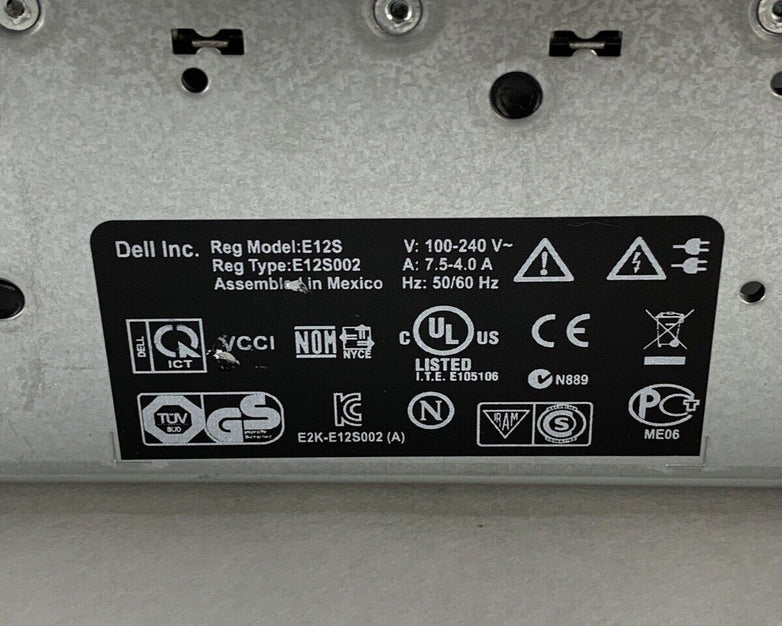 Dell Inc.
Reg Model:E12S
Reg Type:E12S002
Assembled in Mexico
V: 100-240 V~
A: 7.5-4.0 A
Hz: 50/60 Hz
DELL
ICT
VCCI
NOM
NYCE
C UL US
LISTED
I.T.E. E105106
CE
N889
TÜV
SÜD
GS
E2K-E12S002 (A)
N
IRAM
S
PCT
ME06